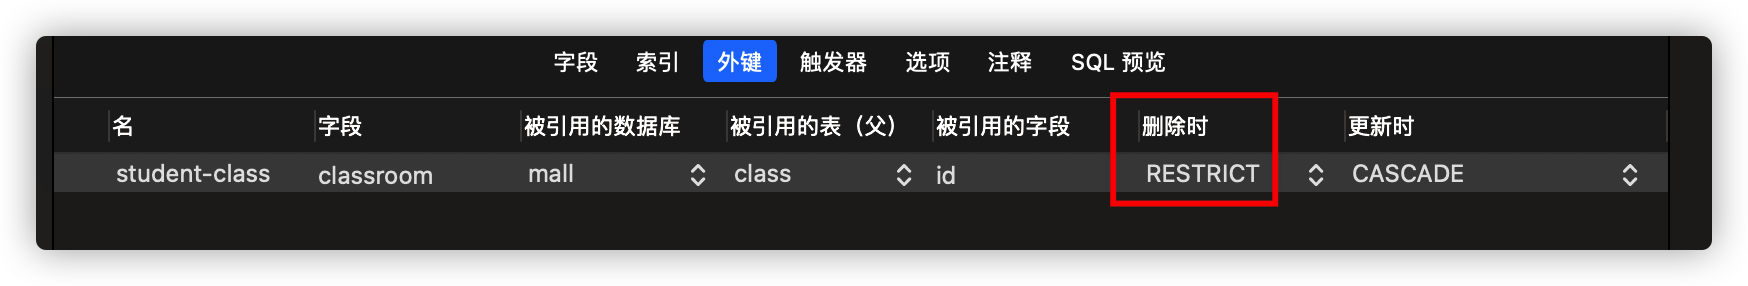 字段 索引 外键 触发器 选项 注释 SQL 预览
名 字段 被引用的数据库 被引用的表（父） 被引用的字段 删除时 更新时
student-class classroom mall class id RESTRICT CASCADE